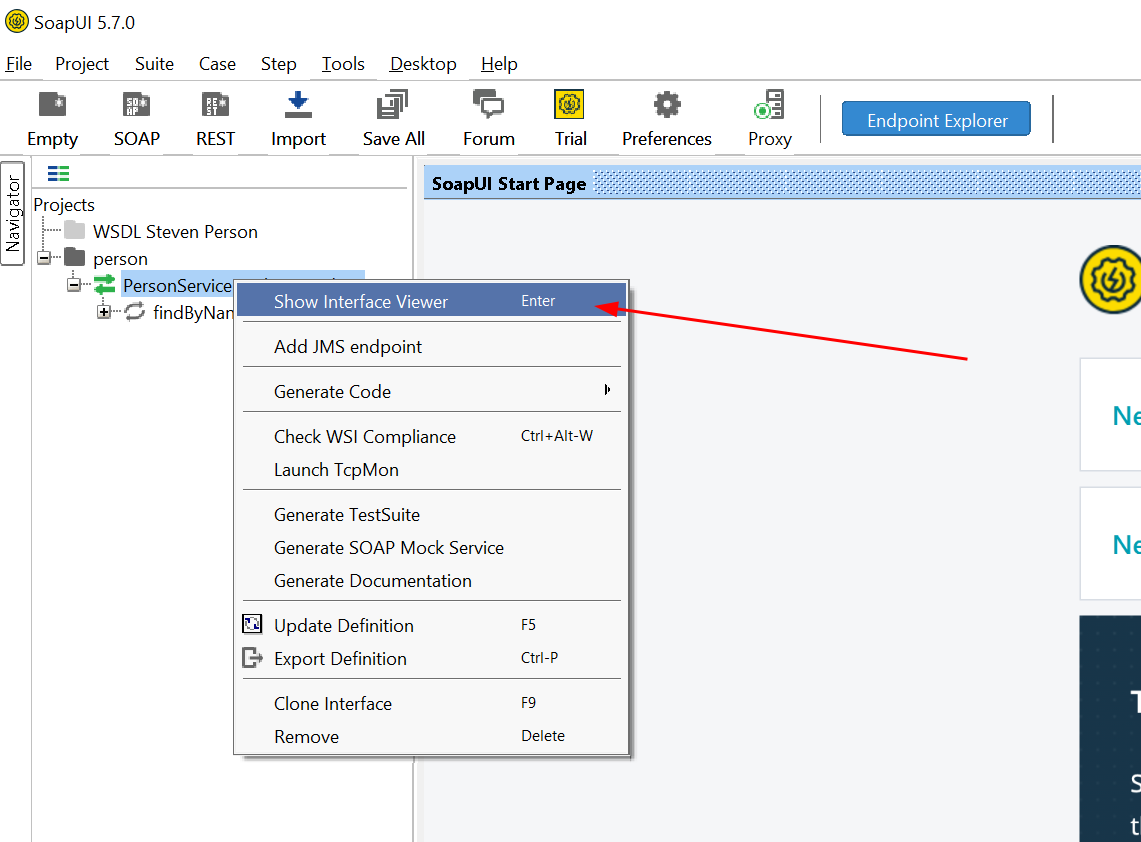 SoapUI 5.7.0
File Project Suite Case Step Tools Desktop Help
Empty SOAP REST Import Save All Forum Trial Preferences Proxy Endpoint Explorer
Navigator
SoapUI Start Page
Projects
WSDL Steven Person
person
PersonService
findByNam
Show Interface Viewer Enter
Add JMS endpoint
Generate Code
Check WSI Compliance Ctrl+Alt-W
Launch TcpMon
Generate TestSuite
Generate SOAP Mock Service
Generate Documentation
Update Definition F5
Export Definition Ctrl-P
Clone Interface F9
Remove Delete
Ne
Ne
T
S